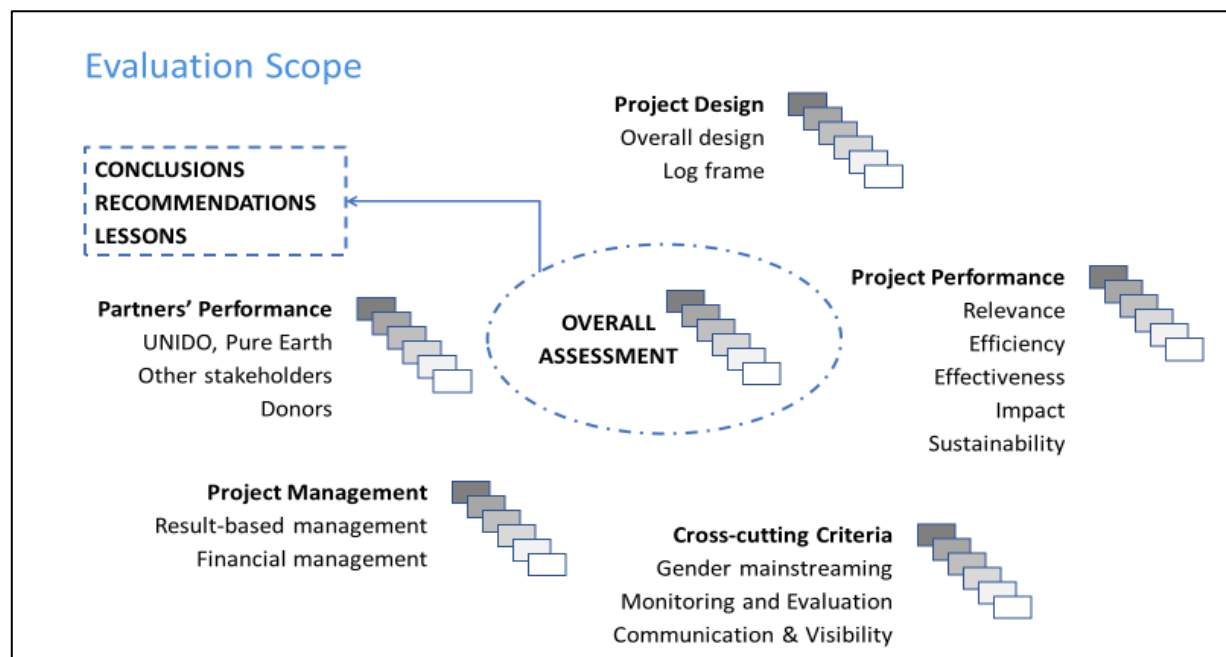 Evaluation Scope
Project Design
Overall design
Log frame
CONCLUSIONS
RECOMMENDATIONS
LESSONS
Partners’ Performance
UNIDO, Pure Earth
Other stakeholders
Donors
OVERALL
ASSESSMENT
Project Performance
Relevance
Efficiency
Effectiveness
Impact
Sustainability
Project Management
Result-based management
Financial management
Cross-cutting Criteria
Gender mainstreaming
Monitoring and Evaluation
Communication & Visibility